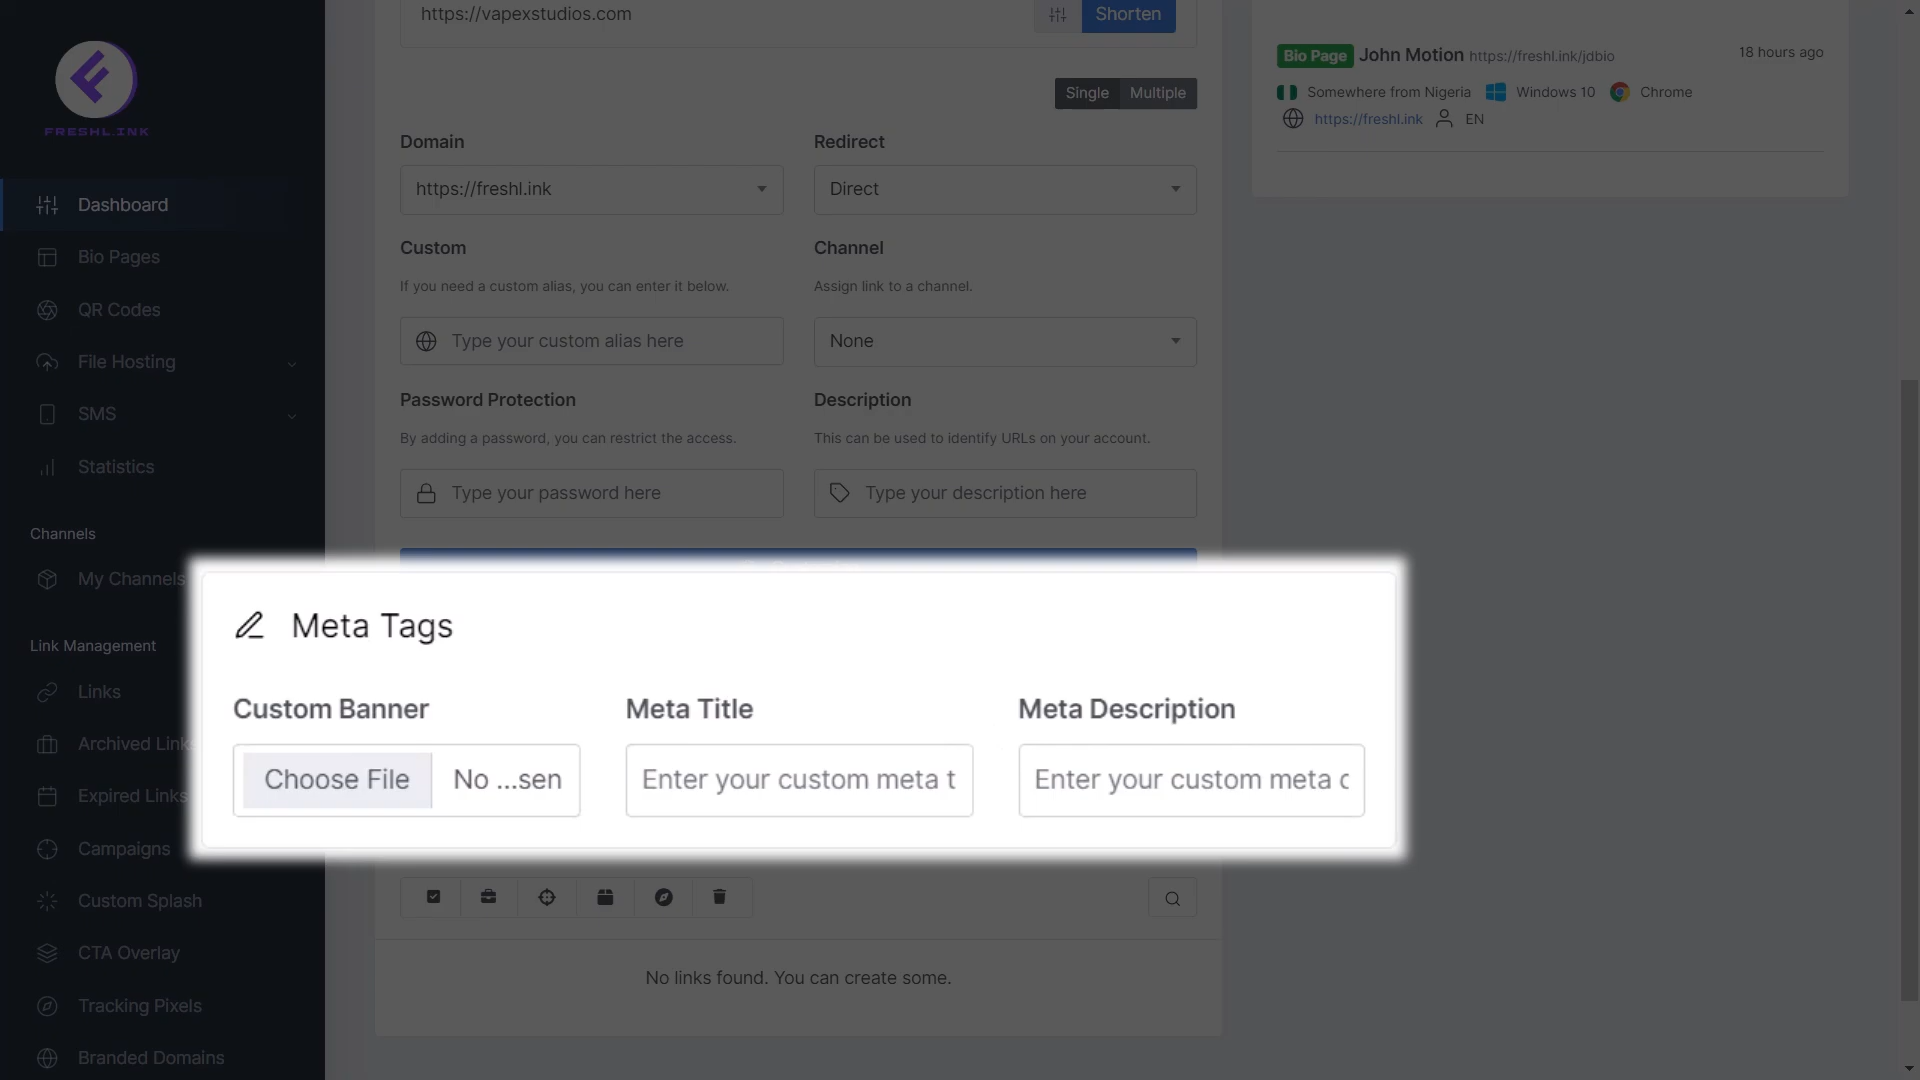 https://vapexstudios.com
Shorten
Bio Page John Motion https://freshl.ink/jdbio
18 hours ago
Somewhere from Nigeria Windows 10 Chrome
https://freshl.ink EN
FRESHL.INK
Single Multiple
Domain
Redirect
https://freshl.ink
Direct
Custom
Channel
If you need a custom alias, you can enter it below.
Assign link to a channel.
Type your custom alias here
None
Password Protection
Description
By adding a password, you can restrict the access.
This can be used to identify URLs on your account.
Type your password here
Type your description here
Dashboard
Bio Pages
QR Codes
File Hosting
SMS
Statistics
Channels
My Channels
Link Management
Links
Archived Links
Expired Links
Campaigns
Custom Splash
CTA Overlay
Tracking Pixels
Branded Domains
Meta Tags
Custom Banner
Meta Title
Meta Description
Choose File No ...sen
Enter your custom meta t
Enter your custom meta
No links found. You can create some.